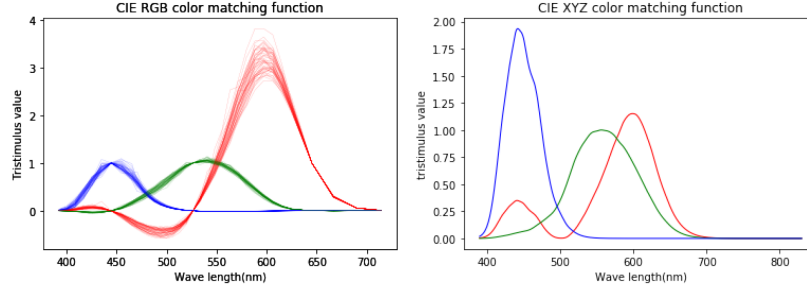 CIE RGB color matching function
4
3
2
1
0
Tristimulus value
400 450 500 550 600 650 700
Wave length(nm)
CIE XYZ color matching function
2.00
1.75
1.50
1.25
1.00
0.75
0.50
0.25
0.00
tristimulus value
400 500 600 700 800
Wave length(nm)